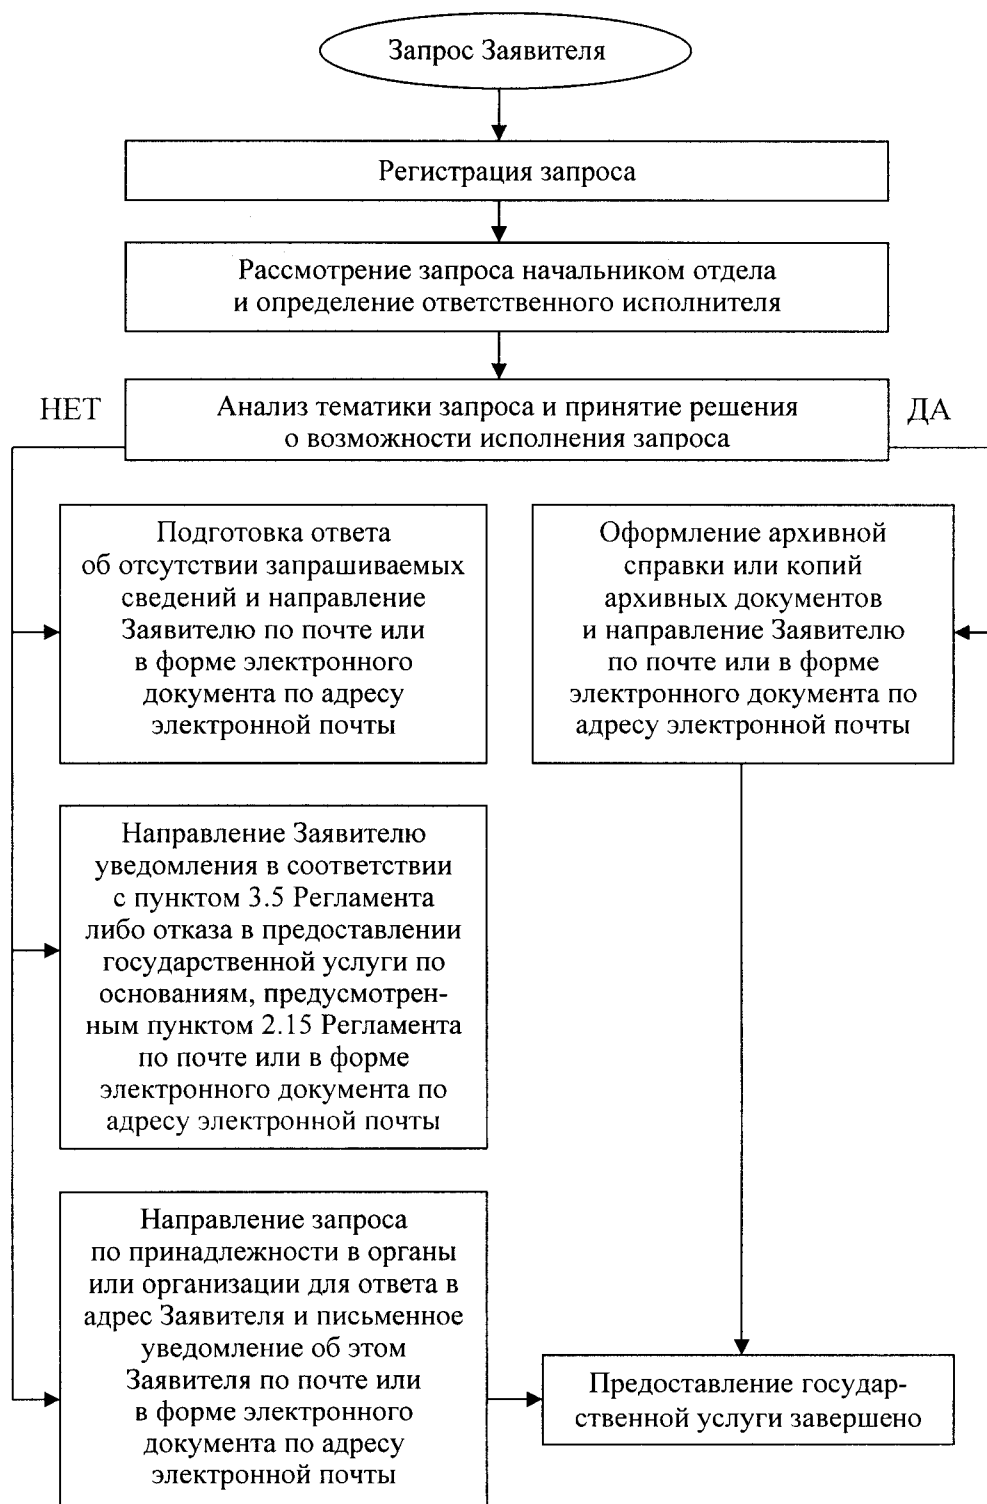 Запрос Заявителя
Регистрация запроса
Рассмотрение запроса начальником отдела
и определение ответственного исполнителя
НЕТ
Анализ тематики запроса и принятие решения
о возможности исполнения запроса
ДА
Подготовка ответа
об отсутствии запрашиваемых
сведений и направление
Заявителю по почте или
в форме электронного
документа по адресу
электронной почты
Оформление архивной
справки или копий
архивных документов
и направление Заявителю
по почте или в форме
электронного документа по
адресу электронной почты
Направление Заявителю
уведомления в соответствии
с пунктом 3.5 Регламента
либо отказа в предоставлении
государственной услуги по
основаниям, предусмотрен-
ным пунктом 2.15 Регламента
по почте или в форме
электронного документа по
адресу электронной почты
Направление запроса
по принадлежности в органы
или организации для ответа в
адрес Заявителя и письменное
уведомление об этом
Заявителя по почте или
в форме электронного
документа по адресу
электронной почты
Предоставление государ-
ственной услуги завершено